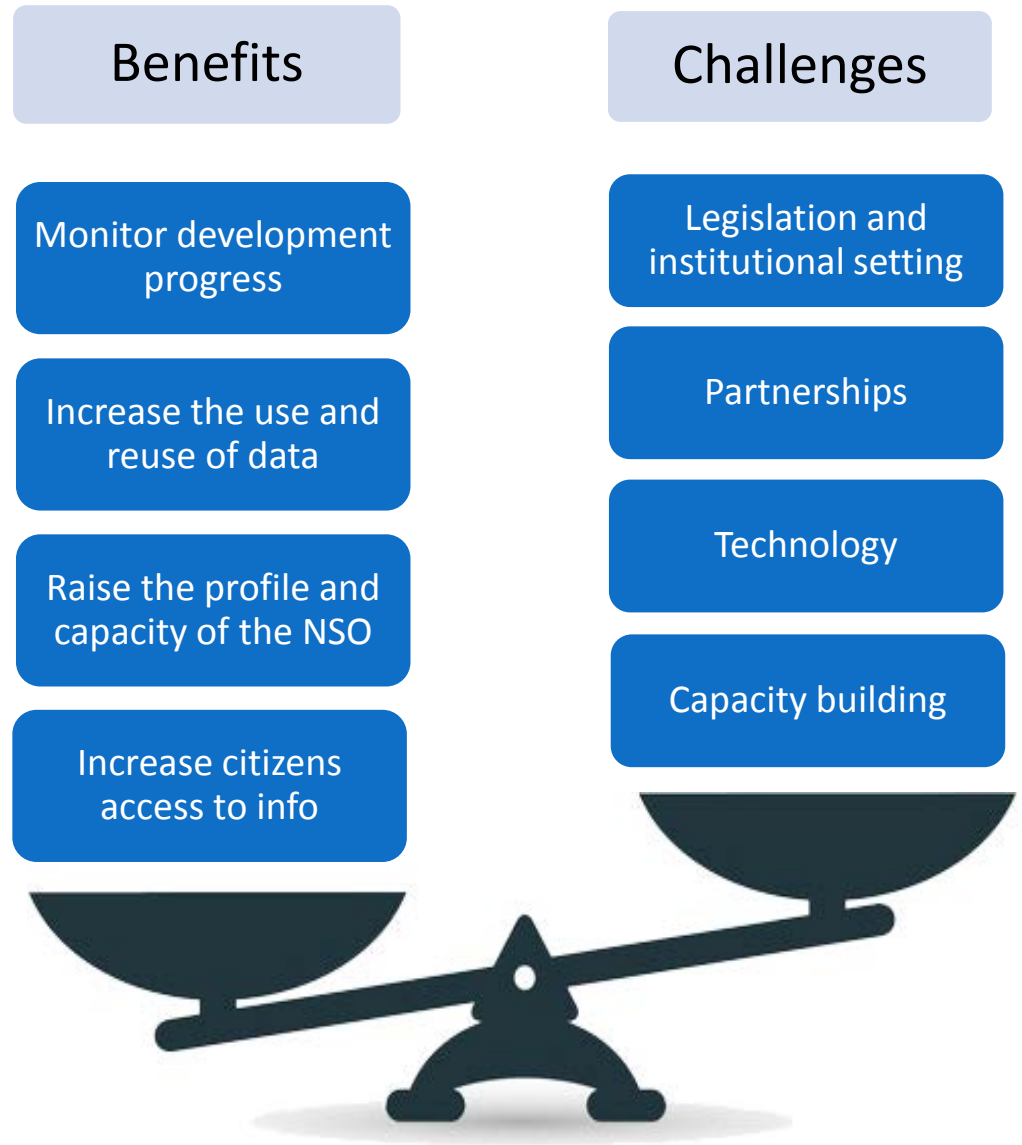 Benefits
Monitor development
progress
Increase the use and
reuse of data
Raise the profile and
capacity of the NSO
Increase citizens
access to info
Challenges
Legislation and
institutional setting
Partnerships
Technology
Capacity building